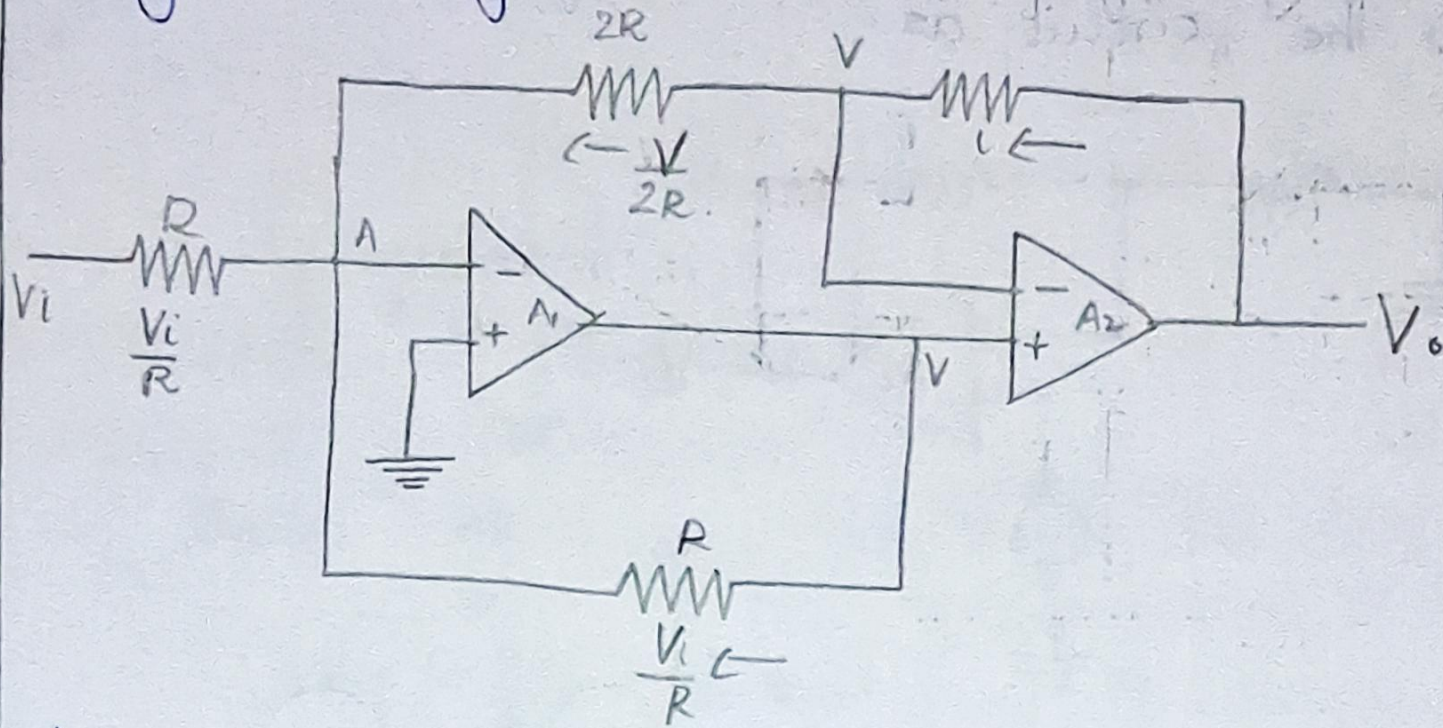 2R
V
i ←
← V/2R.
R
A
Vi
Vi/R
-
+
A1
-
+
A2
V
Vo
R
Vi/R ←